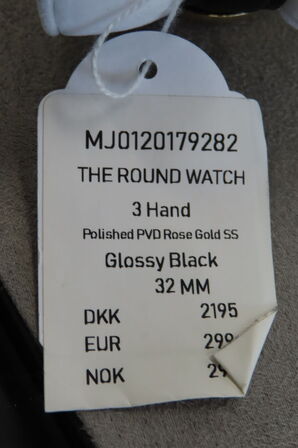 MJ0120179282
THE ROUND WATCH
3 Hand
Polished PVD Rose Gold SS
Glossy Black
32 MM
DKK 2195
EUR
NOK